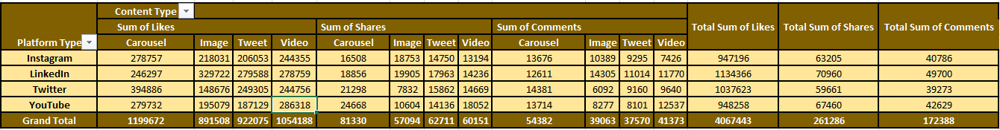 Content Type
Sum of Likes Sum of Shares Sum of Comments Total Sum of Likes Total Sum of Shares Total Sum of Comments
Platform Type Carousel Image Tweet Video Carousel Image Tweet Video Carousel Image Tweet Video
Instagram 278757 218031 206053 244355 16508 18753 14750 13194 13676 10389 9295 7426 947196 63205 40786
LinkedIn 246297 329722 279588 278759 18856 19905 17963 14236 12611 14305 11014 11770 1134366 70960 49700
Twitter 394886 148676 249305 244756 21298 7832 15862 14669 14381 6092 9160 9640 1037623 59661 39273
YouTube 279732 195079 187129 286318 24668 10604 14136 18052 13714 8277 8101 12537 948258 67460 42629
Grand Total 1199672 891508 922075 1054188 81330 57094 62711 60151 54382 39063 37570 41373 4067443 261286 172388